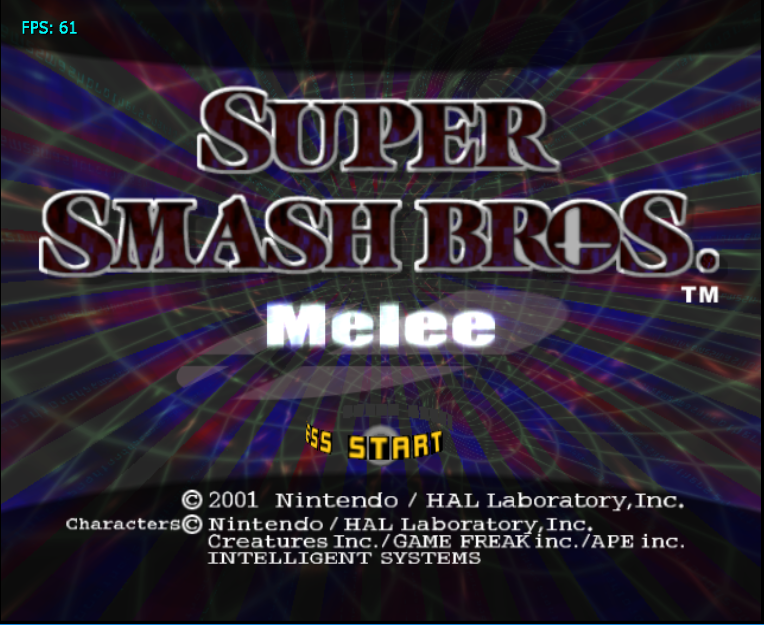 FPS: 61
SUPER
SMASH BROS.
TM
Melee
START
© 2001 Nintendo / HAL Laboratory,Inc.
Characters© Nintendo / HAL Laboratory,Inc.
Creatures Inc./GAME FREAK inc./APE inc.
INTELLIGENT SYSTEMS